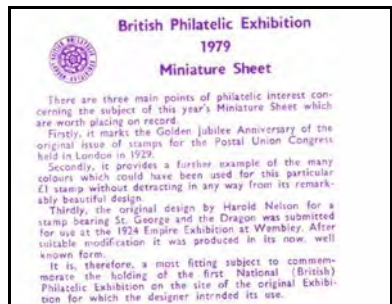 British Philatelic Exhibition
1979
Miniature Sheet
There are three main points of philatelic interest con-
cerning the subject of this year's Miniature Sheet which
are worth placing on record.
Firstly, it marks the Golden Jubilee Anniversary of the
original issue of stamps for the Postal Union Congress
held in London in 1929.
Secondly, it provides a further example of the many
colours which could have been used for this particular
£1 stamp without detracting in any way from its remark-
ably beautiful design.
Thirdly, the original design by Harold Nelson for a
stamp bearing St. George and the Dragon was submitted
for use at the 1924 Empire Exhibition at Wembley. After
suitable modification it was produced in its now, well
known form.
It is, therefore, a most fitting subject to commem-
morate the holding of the first National (British)
Philatelic Exhibition on the site of the original Exhibi-
tion for which the designer intrnded its use.